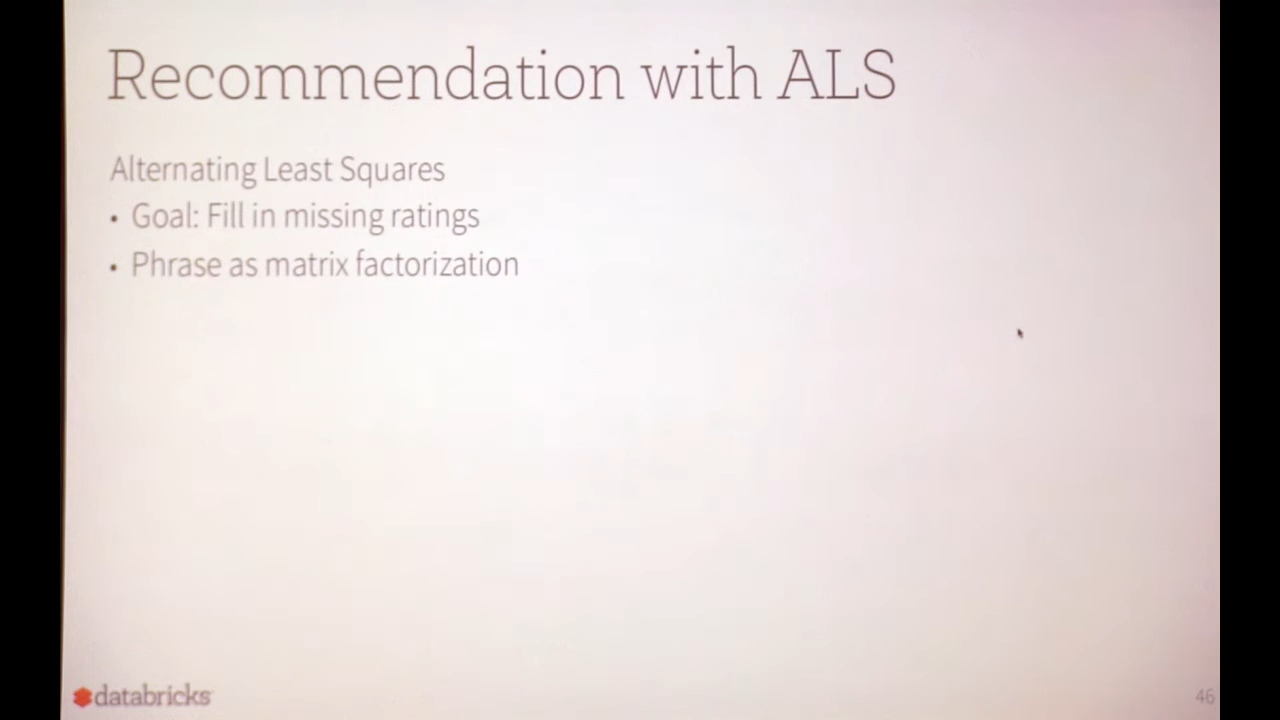 Recommendation with ALS
Alternating Least Squares
• Goal: Fill in missing ratings
• Phrase as matrix factorization
databricks
46